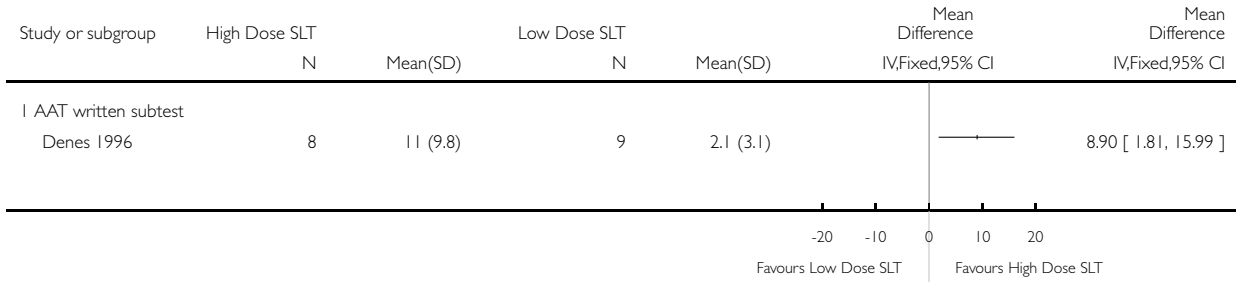 Study or subgroup High Dose SLT Low Dose SLT Mean Difference Mean Difference
N Mean(SD) N Mean(SD) IV,Fixed,95% CI IV,Fixed,95% CI
1 AAT written subtest
Denes 1996 8 11 (9.8) 9 2.1 (3.1) 8.90 [ 1.81, 15.99 ]
-20 -10 0 10 20
Favours Low Dose SLT Favours High Dose SLT